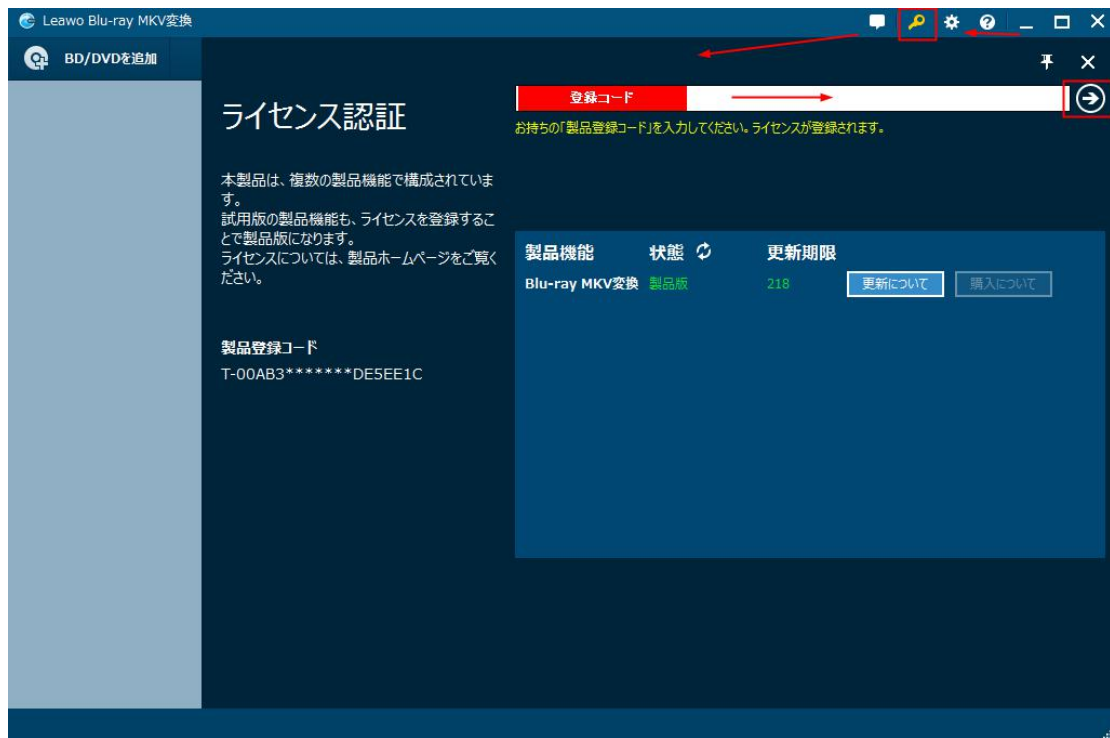 Leawo Blu-ray MKV変換
BD/DVDを追加
ライセンス認証
本製品は、複数の製品機能で構成されていま
す。
試用版の製品機能も、ライセンスを登録するこ
とで製品版になります。
ライセンスについては、製品ホームページをご覧く
ださい。
製品登録コード
T-00AB3*******DE5EE1C
登録コード
お持ちの「製品登録コード」を入力してください。ライセンスが登録されます。
製品機能 状態 更新期限
Blu-ray MKV変換 製品版 218 更新について 購入について